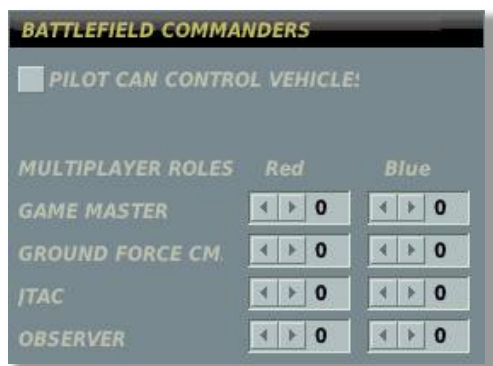 BATTLEFIELD COMMANDERS
PILOT CAN CONTROL VEHICLES
MULTIPLAYER ROLES Red Blue
GAME MASTER 0 0
GROUND FORCE CM. 0 0
JTAC 0 0
OBSERVER 0 0